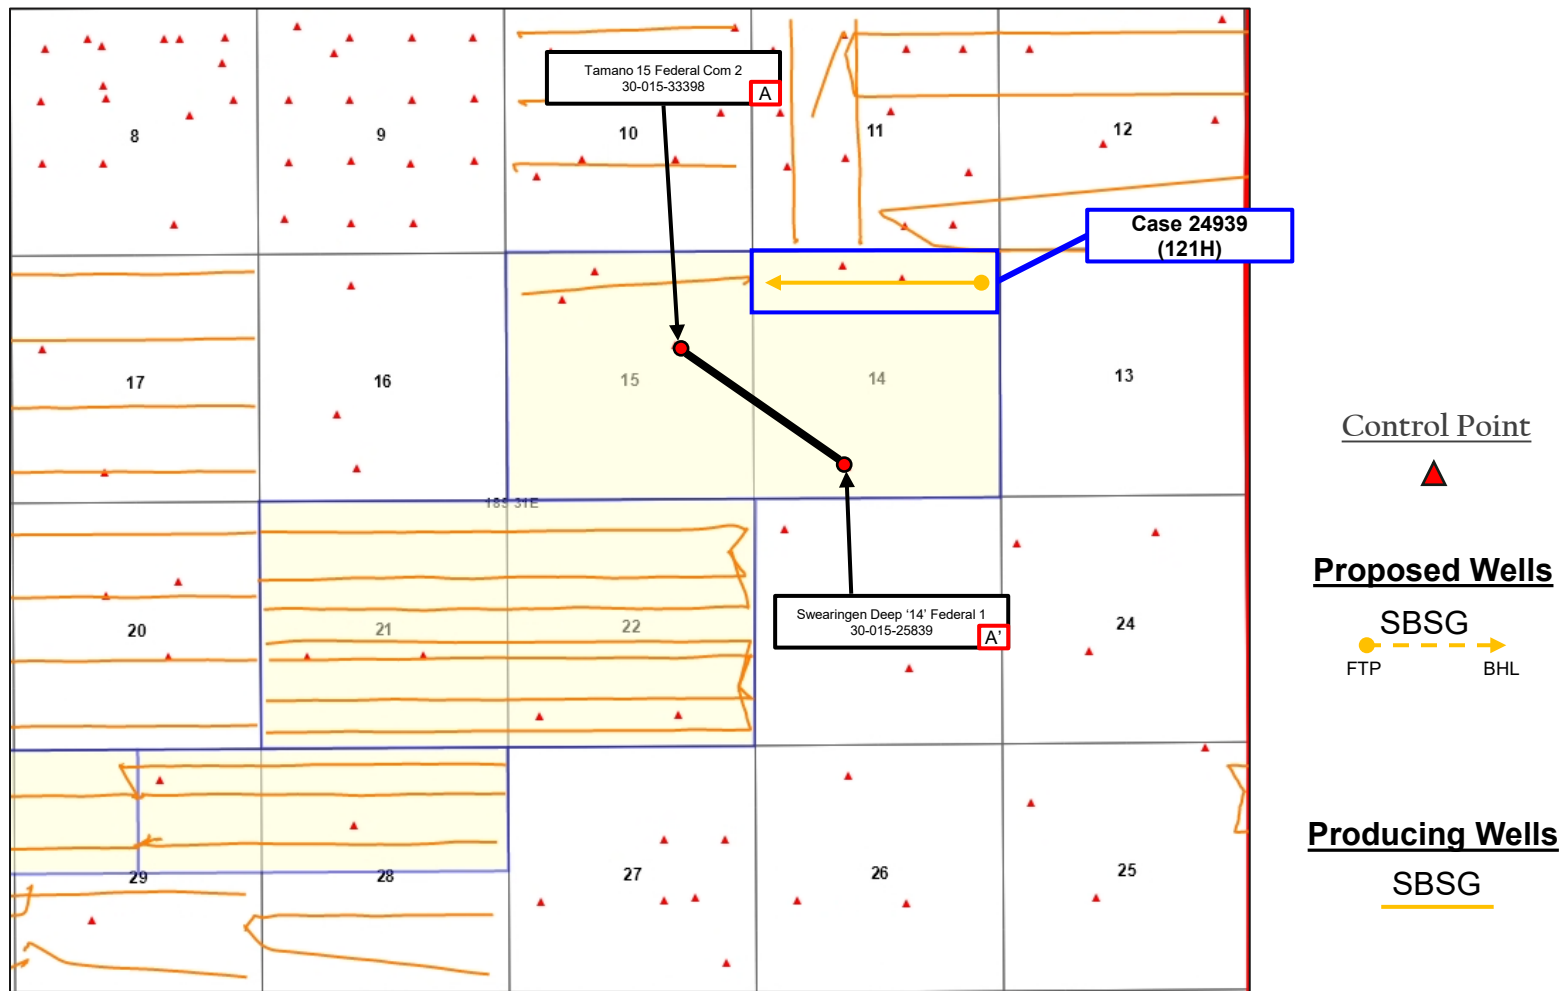 Tamano 15 Federal Com 2
30-015-33398
A
8
9
10
11
12
Case 24939
(121H)
17
16
15
14
13
Control Point
18S 31E
Proposed Wells
SBSG
FTP
BHL
Swearingen Deep ‘14’ Federal 1
30-015-25839
A’
20
21
22
24
Producing Wells
SBSG
29
28
27
26
25